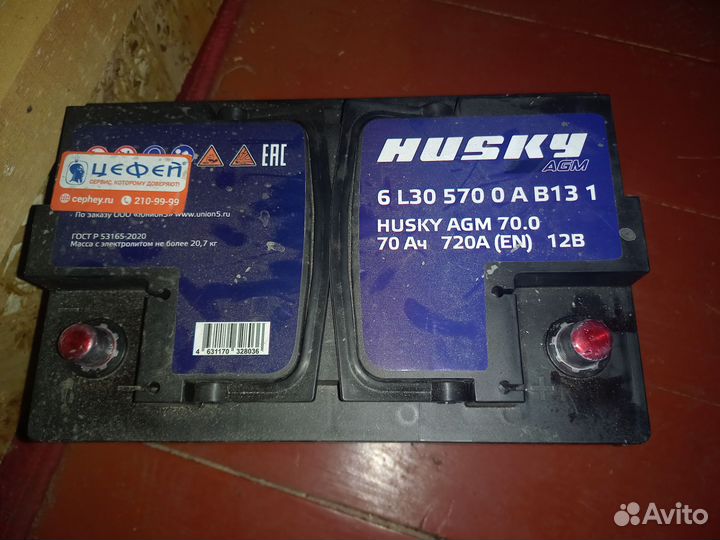 ЕАС
ЦЕФЕЙ
СЕРВИС, КОТОРОМУ ДОВЕРЯЮТ!
cephey.ru 210-99-99
По заказу ООО «Юнион5» www.union5.ru
ГОСТ Р 53165-2020
Масса с электролитом не более 20,7 кг
4 631170 328036
HUSKY
AGM
6 L30 570 0 A B13 1
HUSKY AGM 70.0
70 Ач 720А (EN) 12В
+
Avito